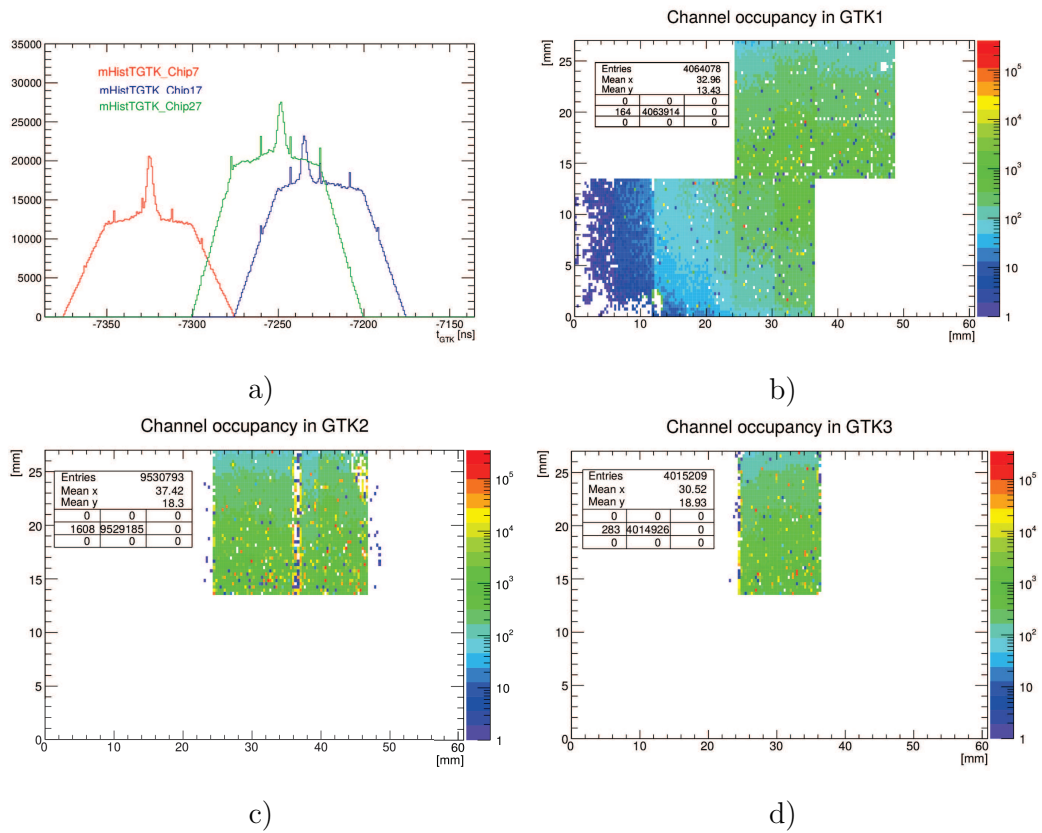 35000
30000
25000
20000
15000
10000
5000
0
mHistTGTK_Chip7
mHistTGTK_Chip17
mHistTGTK_Chip27
-7350 -7300 -7250 -7200 -7150
t_GTK [ns]
a)
Channel occupancy in GTK1
[mm]
25
20
15
10
5
0
Entries 4064078
Mean x 32.96
Mean y 13.43
0 0 0
164 4063914 0
0 0 0
0 10 20 30 40 50 60
[mm]
10^5
10^4
10^3
10^2
10
1
b)
Channel occupancy in GTK2
[mm]
25
20
15
10
5
0
Entries 9530793
Mean x 37.42
Mean y 18.3
0 0 0
1608 9529185 0
0 0 0
0 10 20 30 40 50 60
[mm]
10^5
10^4
10^3
10^2
10
1
c)
Channel occupancy in GTK3
[mm]
25
20
15
10
5
0
Entries 4015209
Mean x 30.52
Mean y 18.93
0 0 0
283 4014926 0
0 0 0
0 10 20 30 40 50 60
[mm]
10^5
10^4
10^3
10^2
10
1
d)